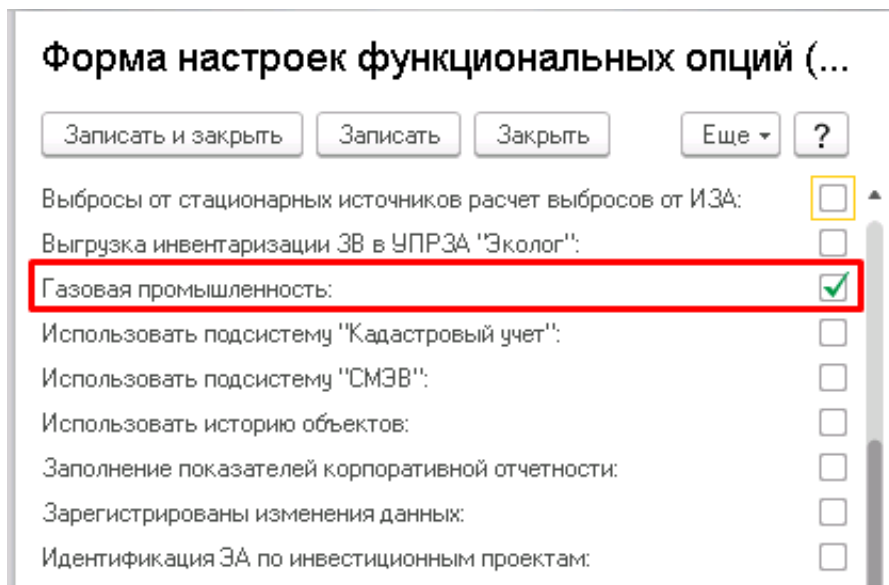 Форма настроек функциональных опций (...
Записать и закрыть Записать Закрыть Еще ?
Выбросы от стационарных источников расчет выбросов от ИЗА:
Выгрузка инвентаризации ЗВ в УПРЗА "Эколог":
Газовая промышленность:
Использовать подсистему "Кадастровый учет":
Использовать подсистему "СМЭВ":
Использовать историю объектов:
Заполнение показателей корпоративной отчетности:
Зарегистрированы изменения данных:
Идентификация ЗА по инвестиционным проектам: